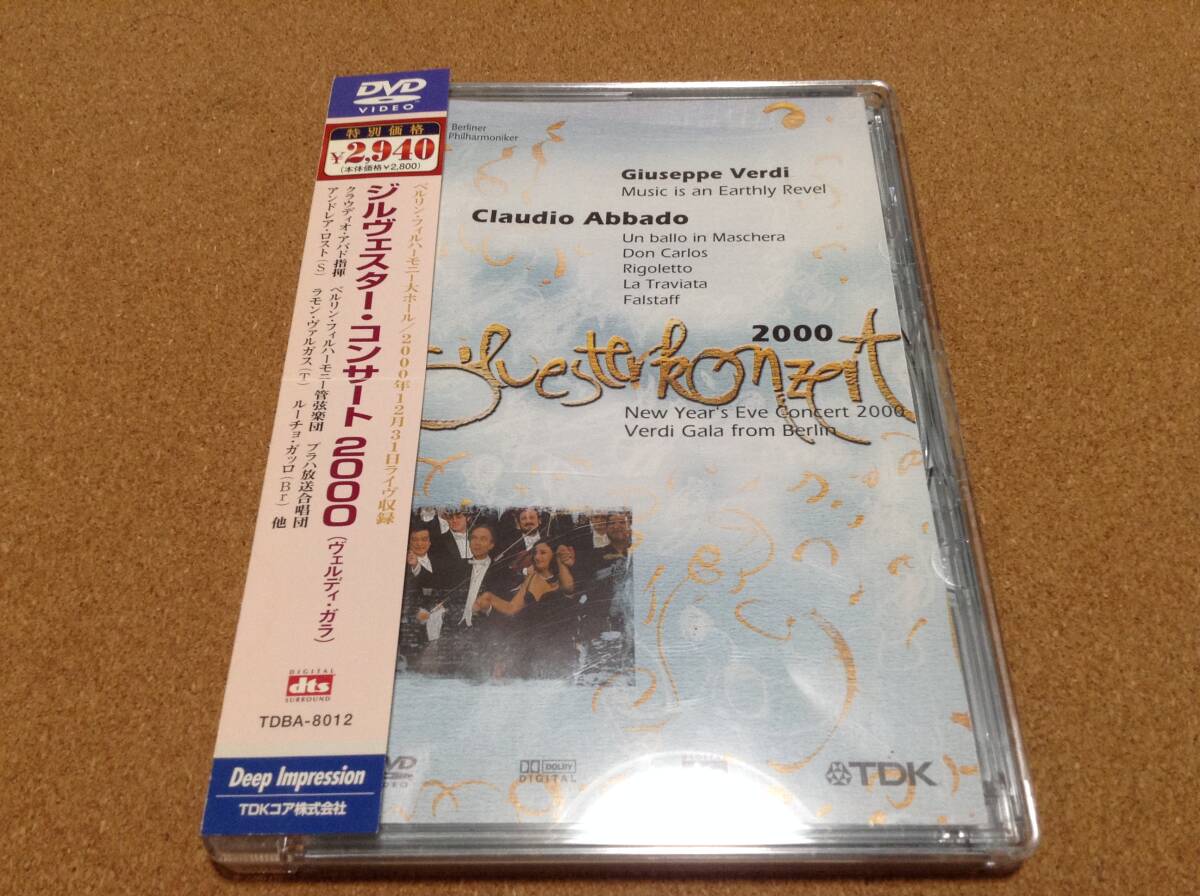 DVD
VIDEO
特別価格
¥2,940
(本体価格¥2,800)
ベルリン・フィルハーモニー大ホール/2000年12月31日ライヴ収録
ジルヴェスター・コンサート 2000 (ヴェルディ・ガラ)
クラウディオ・アバド指揮 ベルリン・フィルハーモニー管弦楽団 プラハ放送合唱団
アンドレア・ロスト(S) ラモン・ヴァルガス(T) ルーチョ・ガッロ(Br) 他
DIGITAL
dts
SURROUND
TDBA-8012
Deep Impression
TDKコア株式会社
Berliner
Philharmoniker
Giuseppe Verdi
Music is an Earthly Revel
Claudio Abbado
Un ballo in Maschera
Don Carlos
Rigoletto
La Traviata
Falstaff
2000
Silvesterkonzert
New Year's Eve Concert 2000
Verdi Gala from Berlin
DVD
VIDEO
DOLBY
DIGITAL
TDK